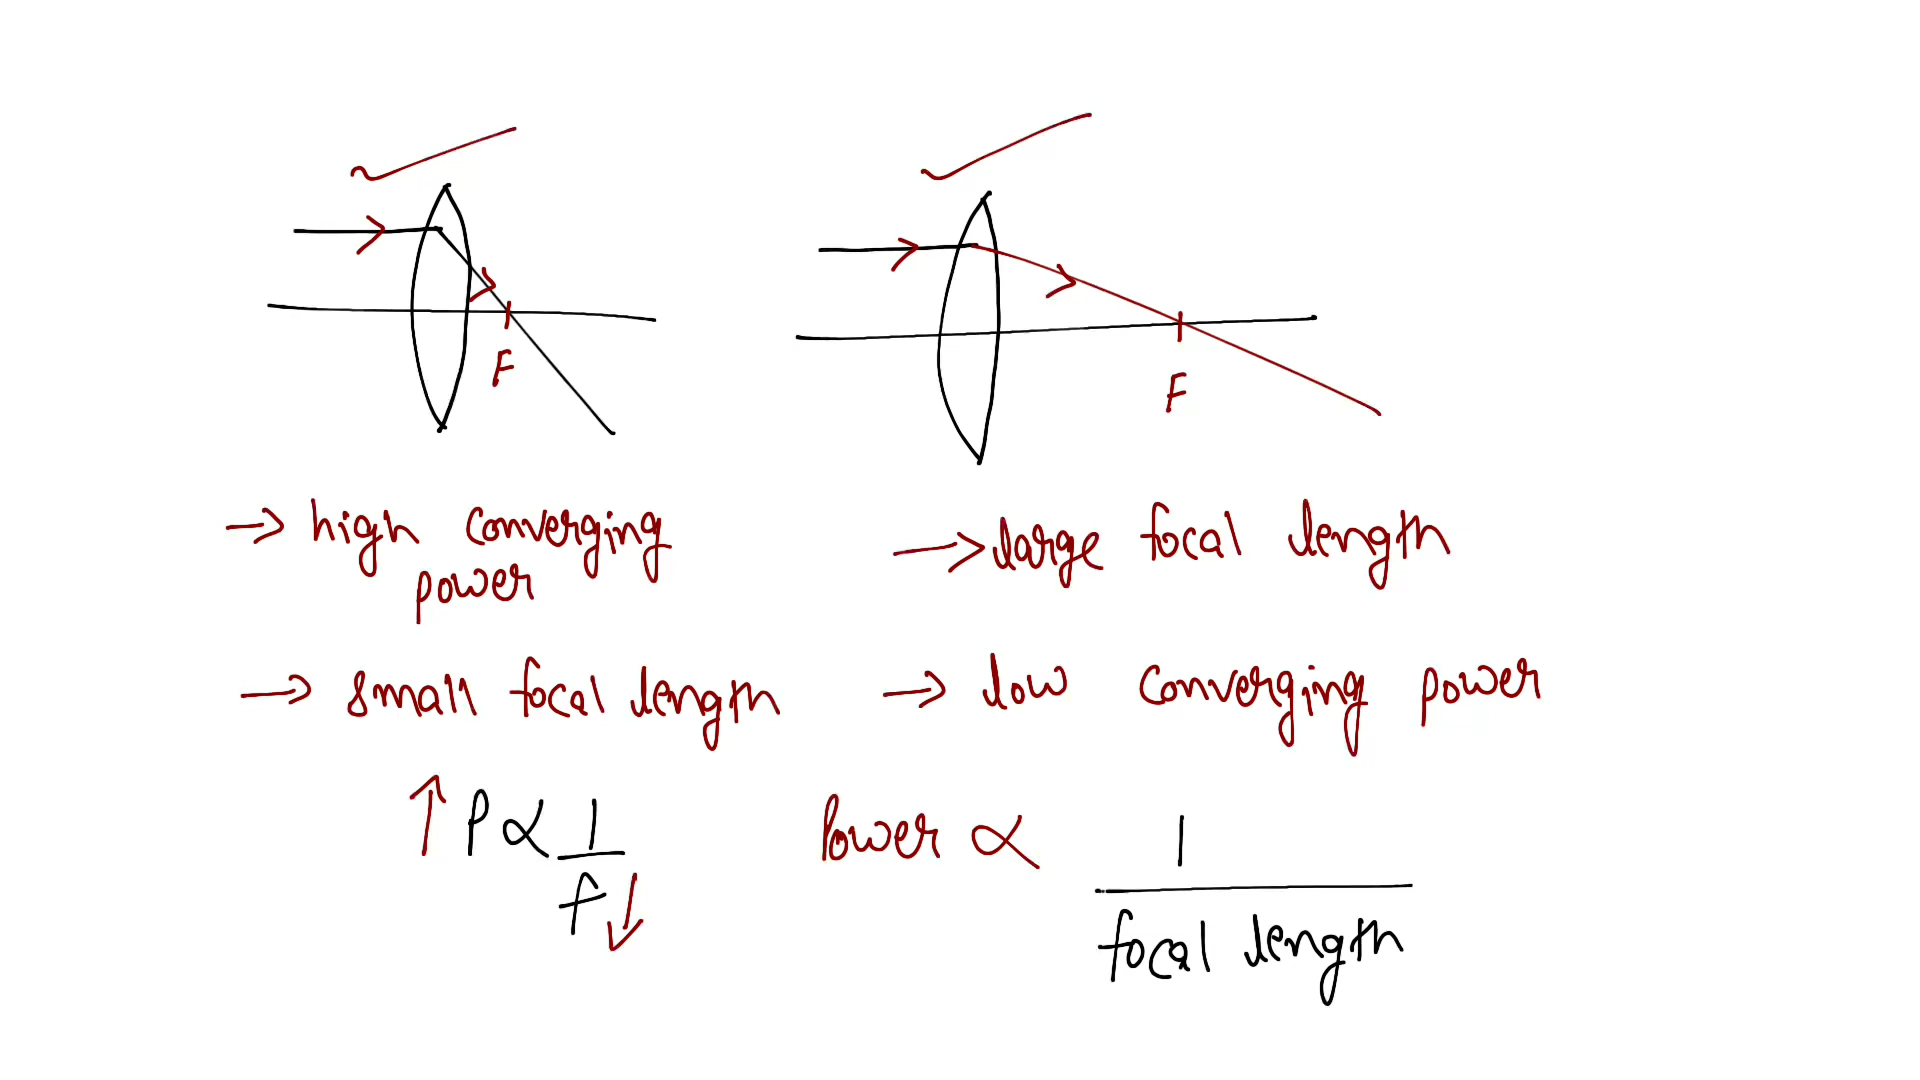 F
F
→ high converging
power
→ small focal length
↑ P ∝ 1/f ↓
→ large focal length
→ low converging power
Power ∝ 1
focal length